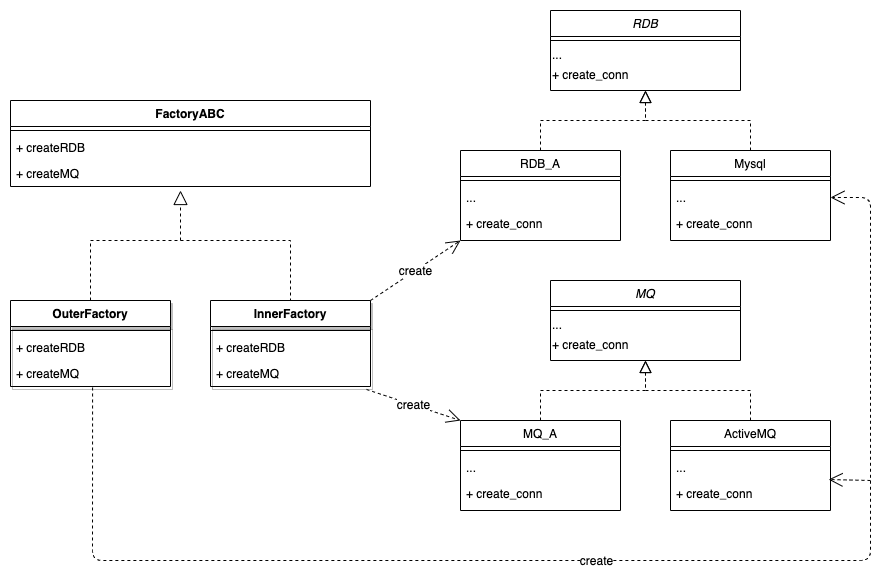 RDB
...
+ create_conn
FactoryABC
+ createRDB
+ createMQ
RDB_A
...
+ create_conn
Mysql
...
+ create_conn
create
OuterFactory
+ createRDB
+ createMQ
InnerFactory
+ createRDB
+ createMQ
MQ
...
+ create_conn
create
MQ_A
...
+ create_conn
ActiveMQ
...
+ create_conn
create